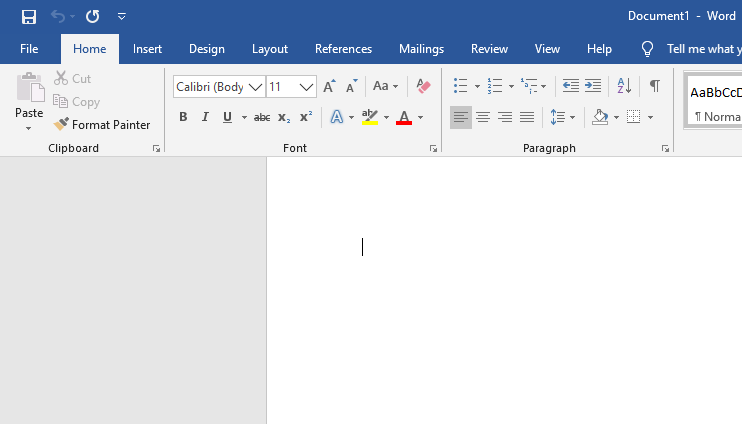 Document1 - Word
File Home Insert Design Layout References Mailings Review View Help Tell me what y
Paste
Cut
Copy
Format Painter
Clipboard
Calibri (Body 11 A A Aa A
B I U abc x₂ x² A ab A
Font
A Z ¶
Paragraph
AaBbCcD
¶ Norma